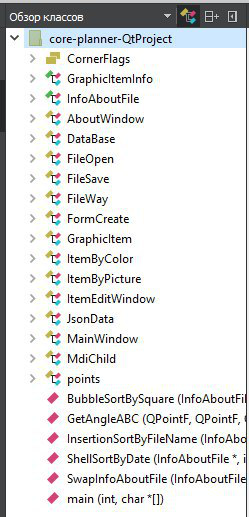 Обзор классов
core-planner-QtProject
CornerFlags
GraphicItemInfo
InfoAboutFile
AboutWindow
DataBase
FileOpen
FileSave
FileWay
FormCreate
GraphicItem
ItemByColor
ItemByPicture
ItemEditWindow
JsonData
MainWindow
MdiChild
points
BubbleSortBySquare (InfoAboutFile
GetAngleABC (QPointF, QPointF, Q
InsertionSortByFileName (InfoAbo
ShellSortByDate (InfoAboutFile *, i
SwapInfoAboutFile (InfoAboutFile
main (int, char *[])